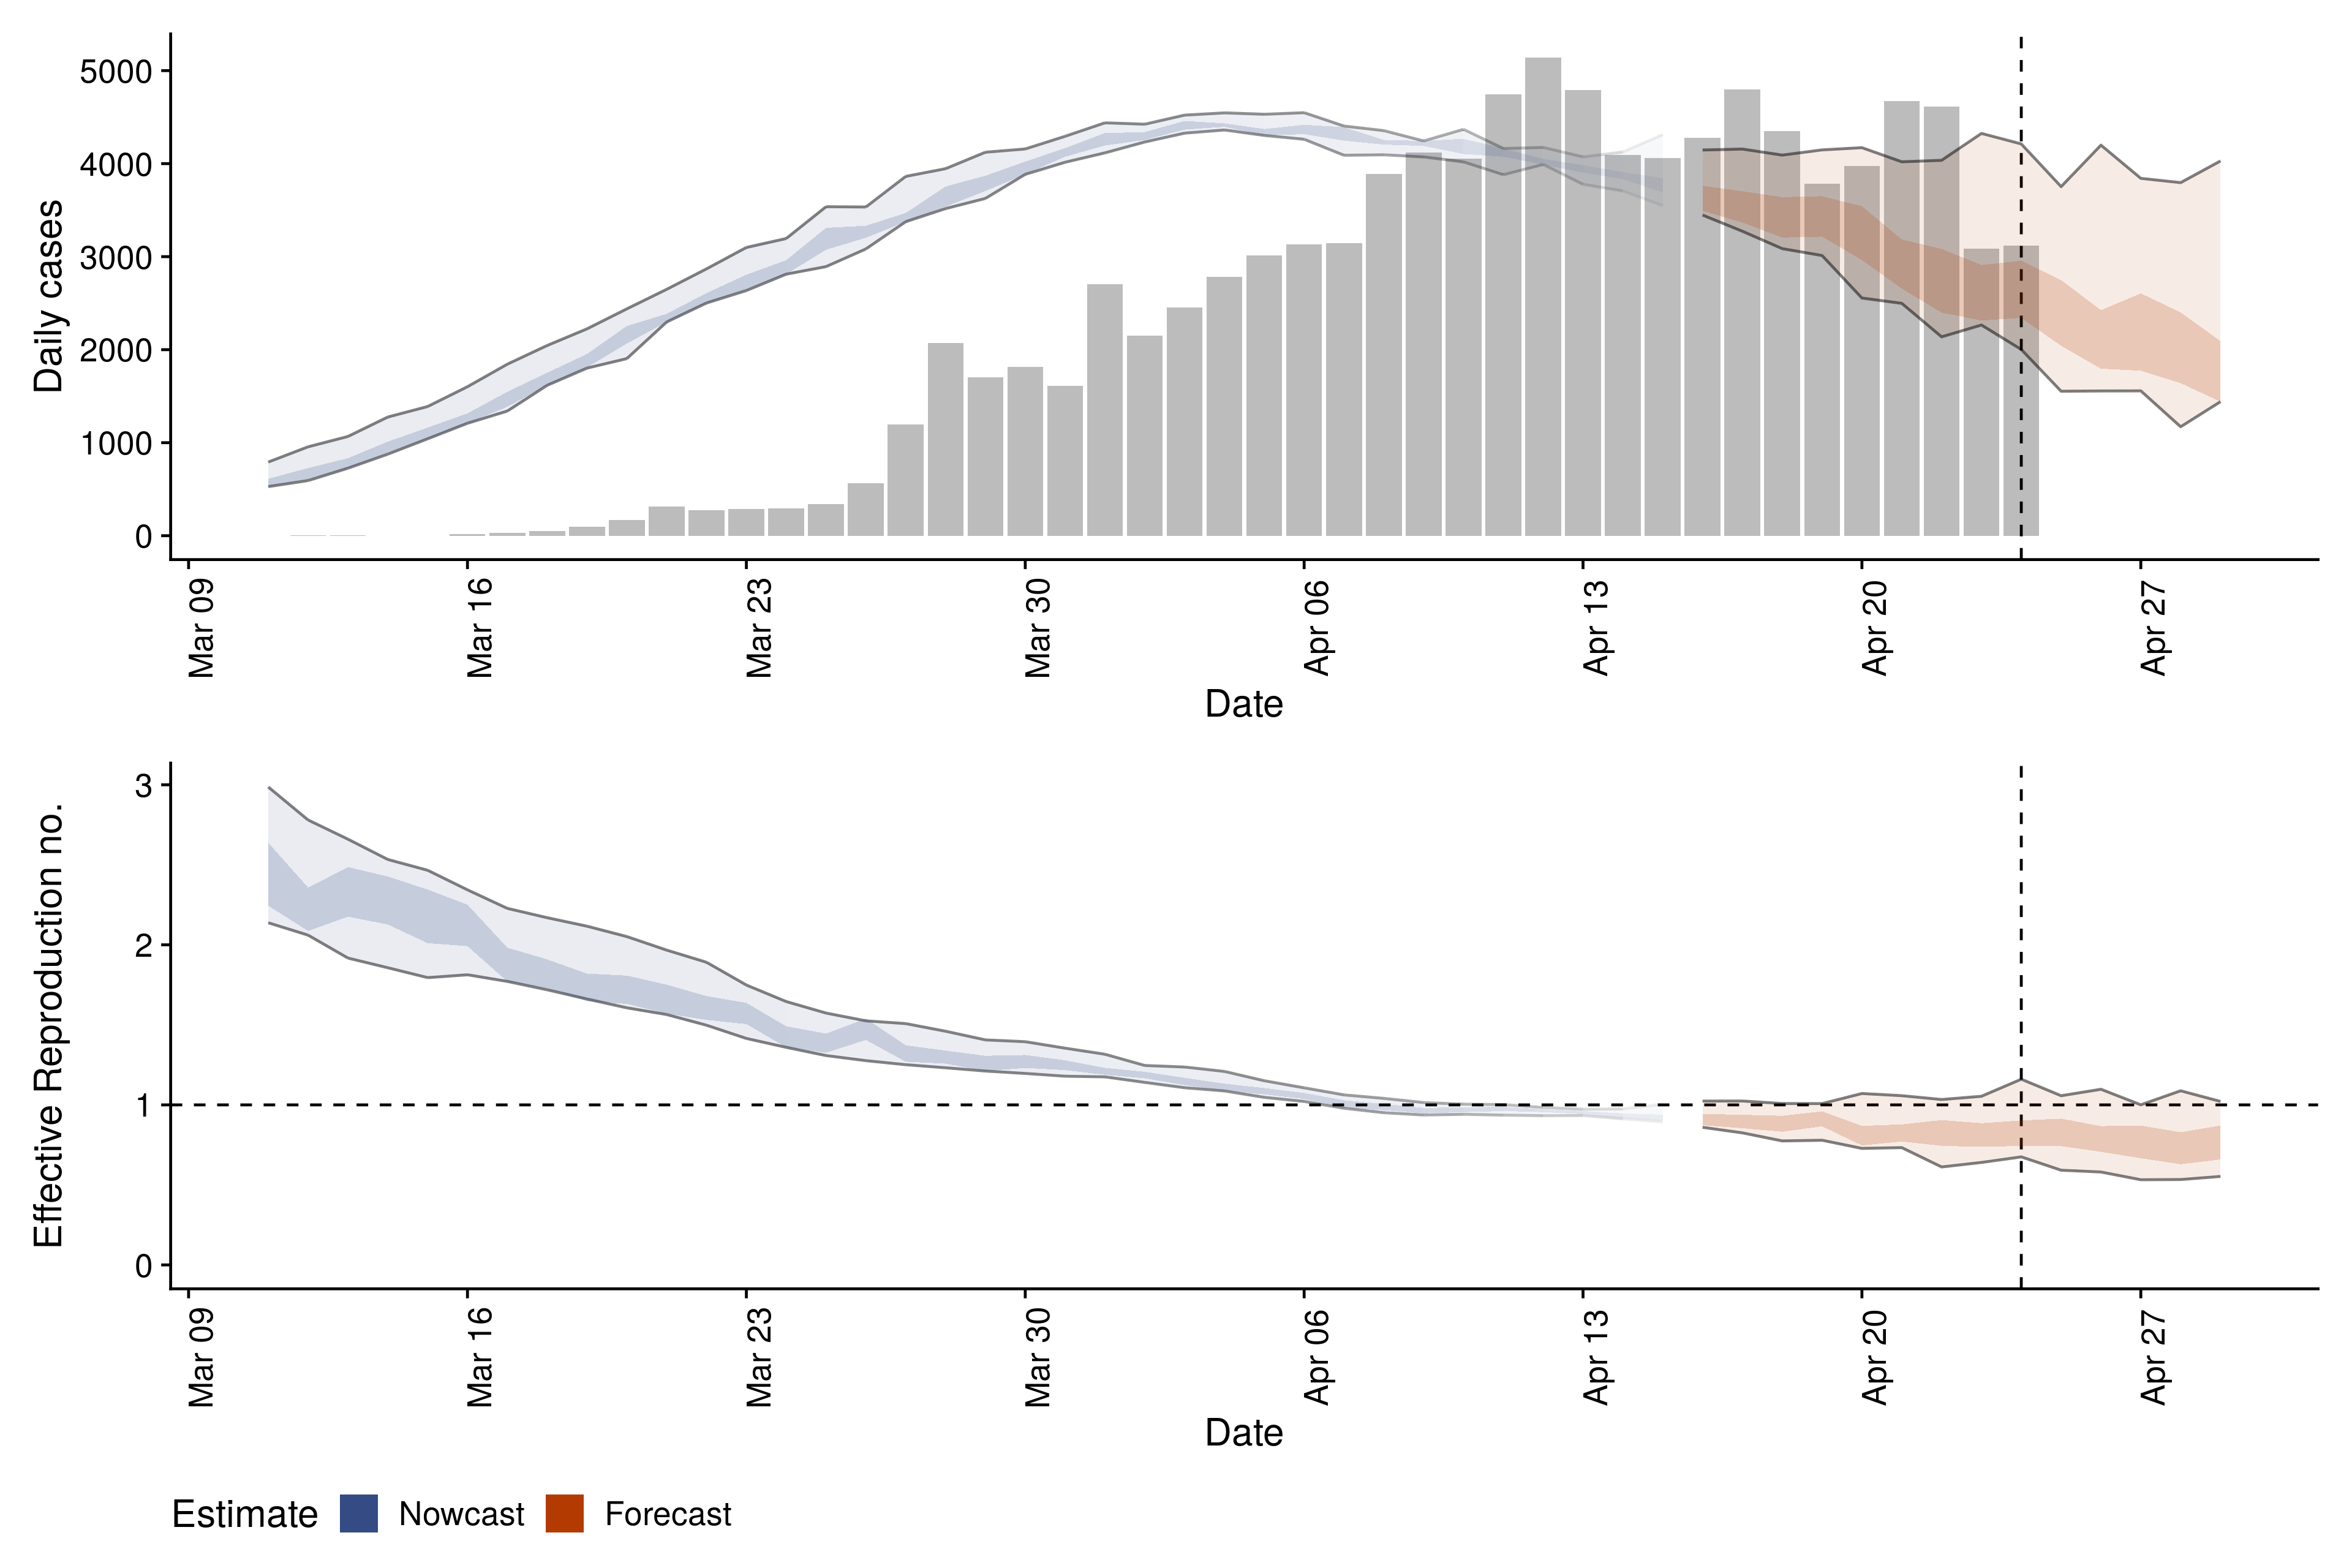 Daily cases
5000
4000
3000
2000
1000
0
Mar 09
Mar 16
Mar 23
Mar 30
Apr 06
Apr 13
Apr 20
Apr 27
Date
Effective Reproduction no.
3
2
1
0
Mar 09
Mar 16
Mar 23
Mar 30
Apr 06
Apr 13
Apr 20
Apr 27
Date
Estimate Nowcast Forecast